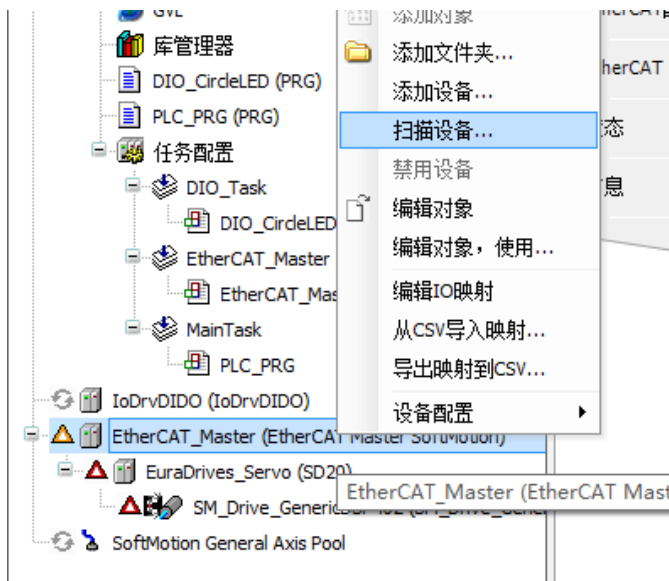 GVL
库管理器
DIO_CircleLED (PRG)
PLC_PRG (PRG)
任务配置
DIO_Task
DIO_CircleLED
EtherCAT_Master
EtherCAT_Mas
MainTask
PLC_PRG
IoDrvDIDO (IoDrvDIDO)
EtherCAT_Master (EtherCAT Master SoftMotion)
EuraDrives_Servo (SD20)
SM_Drive_Generic
SoftMotion General Axis Pool
添加对象
添加文件夹...
添加设备...
扫描设备...
禁用设备
编辑对象
编辑对象，使用...
编辑IO映射
从CSV导入映射...
导出映射到CSV...
设备配置
herCAT
态
息
EtherCAT_Master (EtherCAT Mast